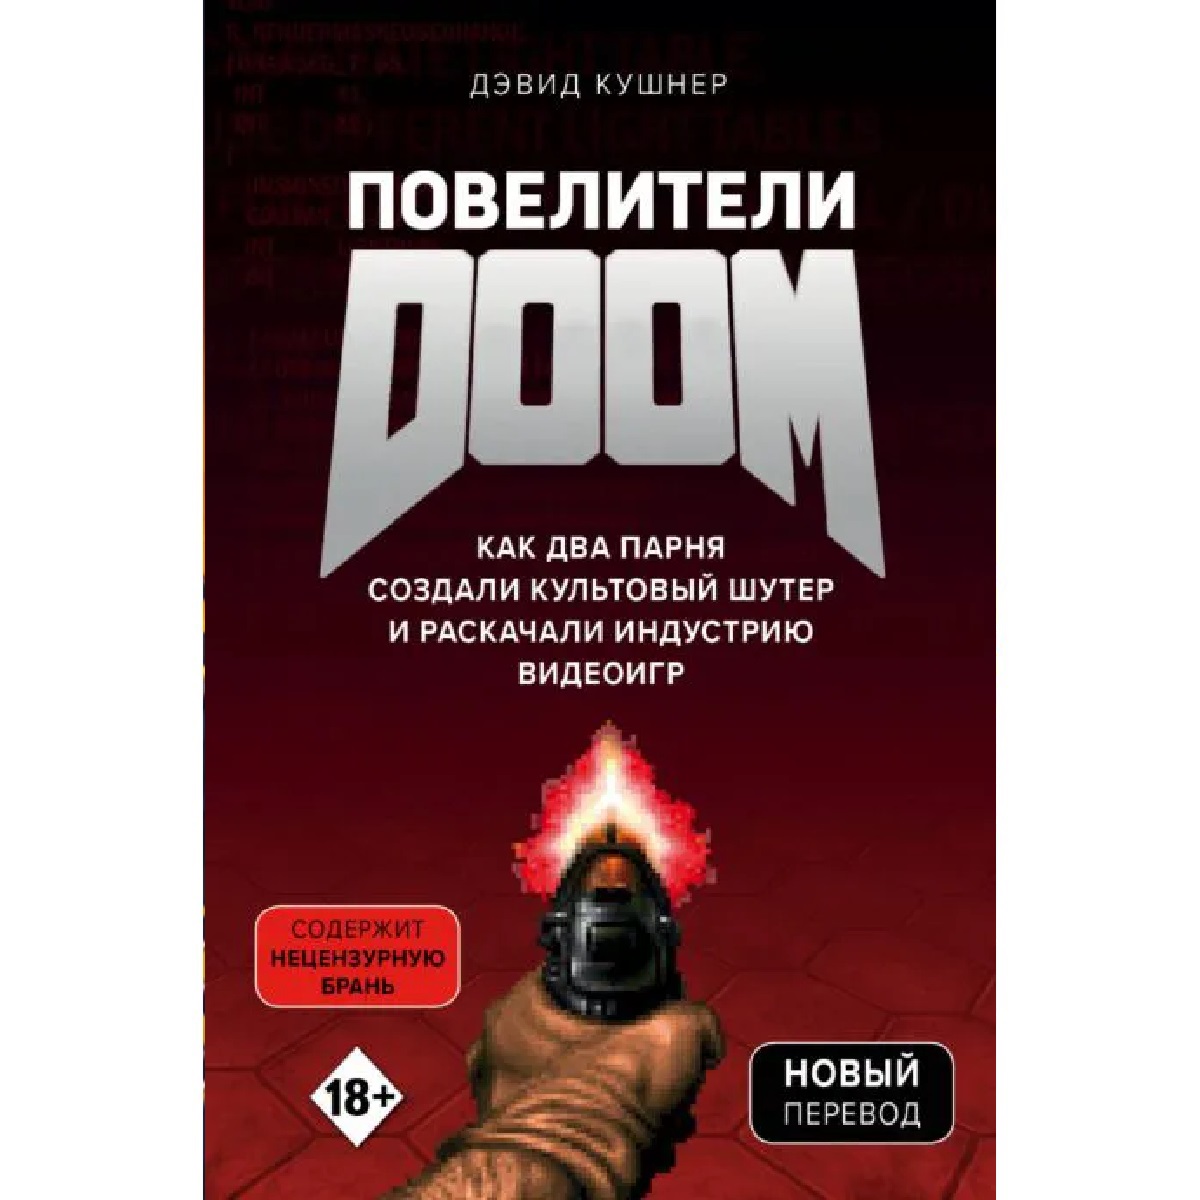 ДЭВИД КУШНЕР
ПОВЕЛИТЕЛИ
DOOM
КАК ДВА ПАРНЯ
СОЗДАЛИ КУЛЬТОВЫЙ ШУТЕР
И РАСКАЧАЛИ ИНДУСТРИЮ
ВИДЕОИГР
СОДЕРЖИТ
НЕЦЕНЗУРНУЮ
БРАНЬ
18+
НОВЫЙ
ПЕРЕВОД